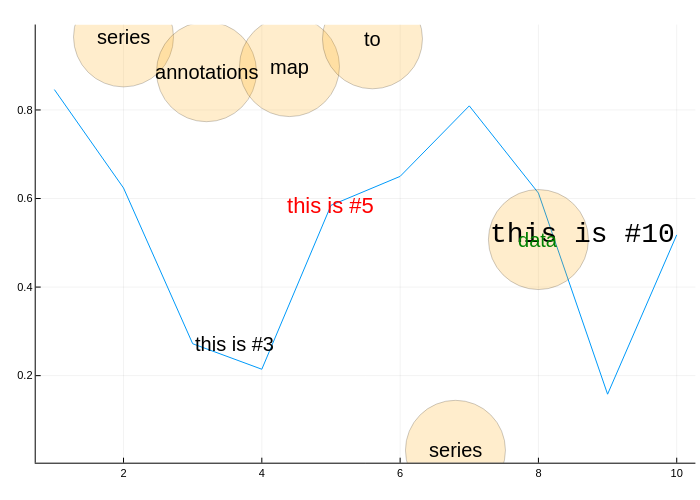 series
to
map
annotations
0.8
this is #5
0.6
this is #10
data
0.4
this is #3
0.2
series
2
4
6
8
10